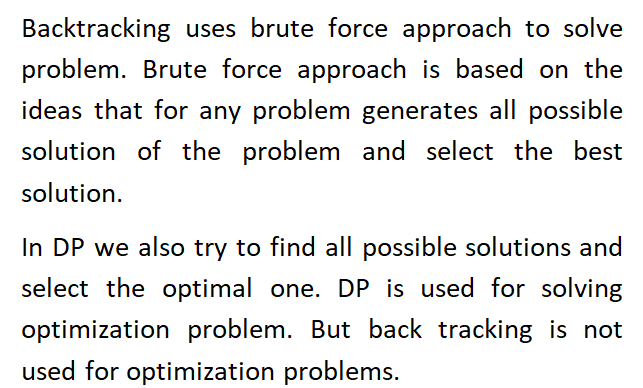 Backtracking uses brute force approach to solve
problem. Brute force approach is based on the
ideas that for any problem generates all possible
solution of the problem and select the best
solution.
In DP we also try to find all possible solutions and
select the optimal one. DP is used for solving
optimization problem. But back tracking is not
used for optimization problems.